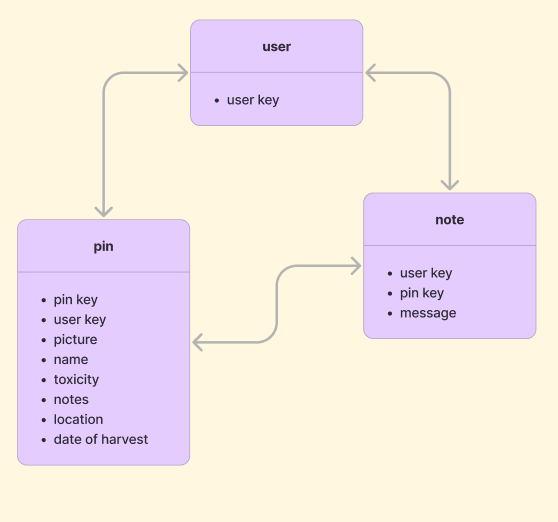 user
• user key
note
• user key
• pin key
• message
pin
• pin key
• user key
• picture
• name
• toxicity
• notes
• location
• date of harvest